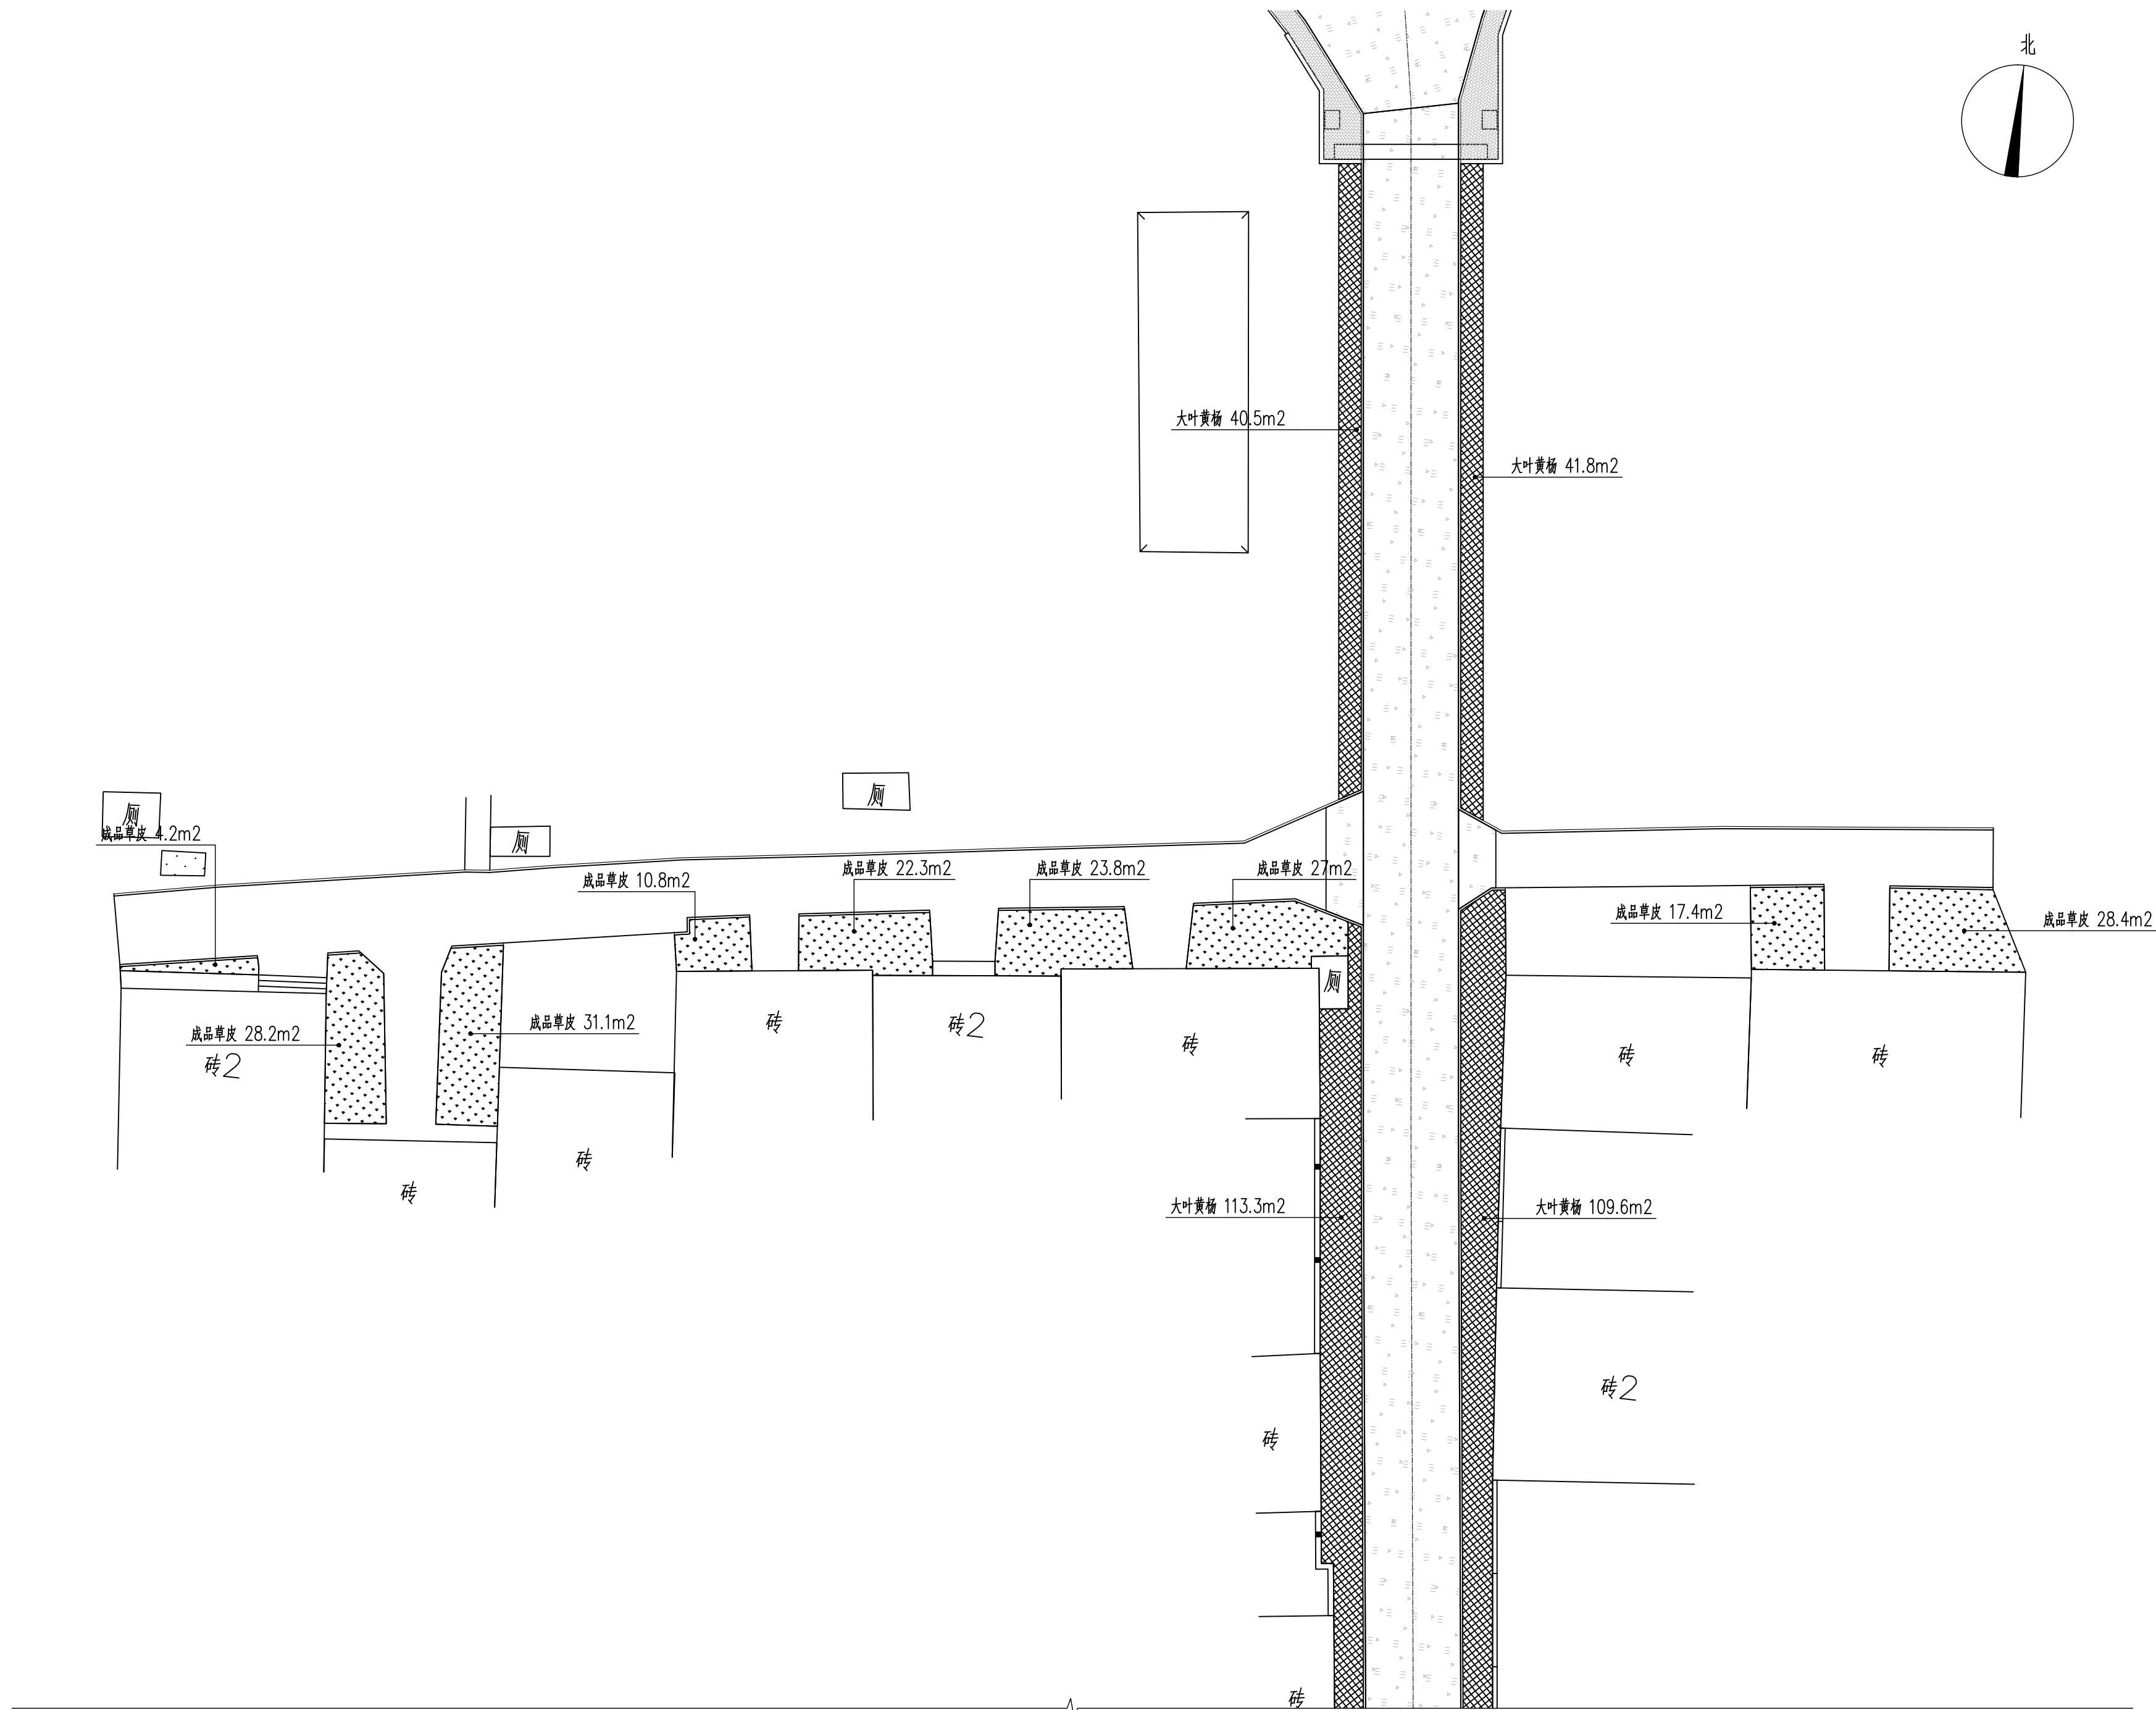 北
大叶黄杨 40.5m2
大叶黄杨 41.8m2
厕
厕
厕
成品草皮 4.2m2
成品草皮 10.8m2
成品草皮 22.3m2
成品草皮 23.8m2
成品草皮 27m2
成品草皮 17.4m2
成品草皮 28.4m2
厕
成品草皮 28.2m2
成品草皮 31.1m2
砖
砖2
砖
砖
砖
砖2
砖
砖
大叶黄杨 113.3m2
大叶黄杨 109.6m2
砖2
砖
砖